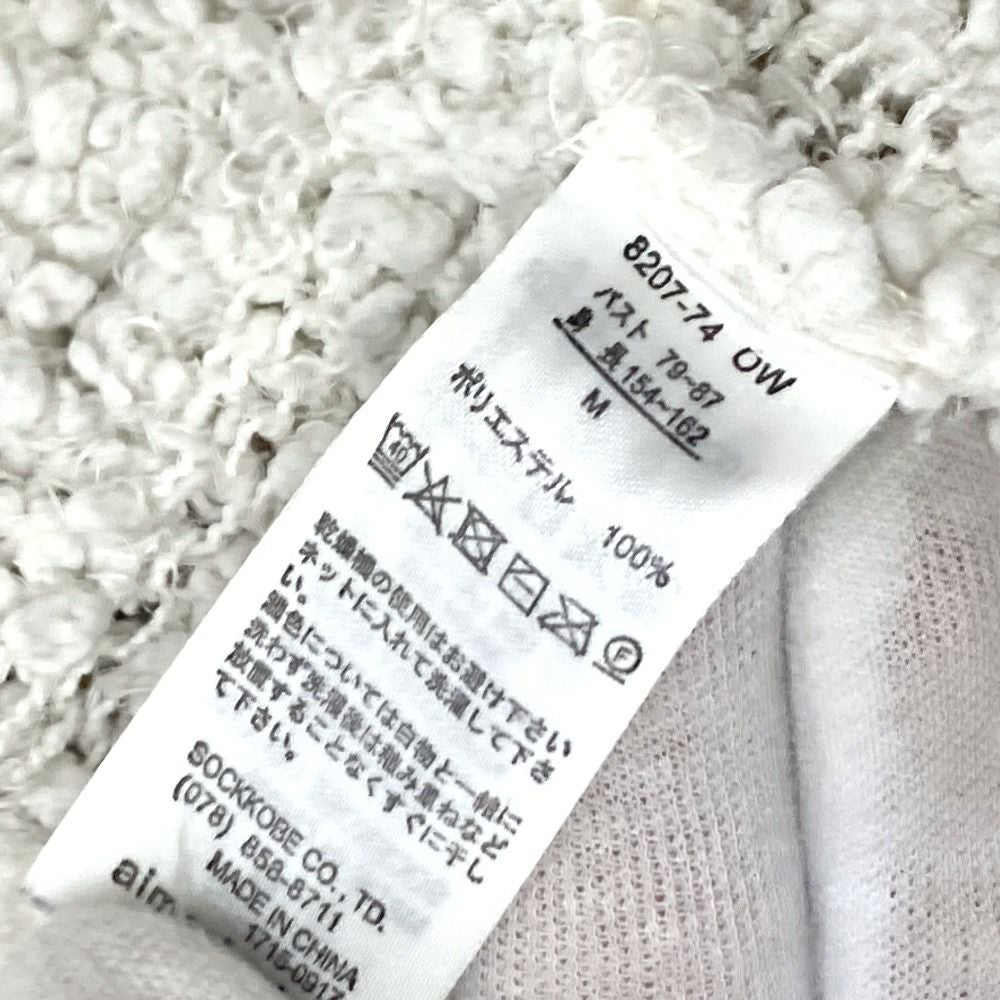 8207-74 OW
バスト 79~87
身 長 154~162
M
ポリエステル 100%
40
F
乾燥機の使用はお避け下さい
ネットに入れて洗濯して下さ
い。
濃色については白物と一緒に
洗わず洗濯後は積み重ねなど
放置することなくすぐに干し
て下さい。
SOCKKOBE CO., TD.
(078) 858-8711
MADE IN CHINA
1715-0917
aim